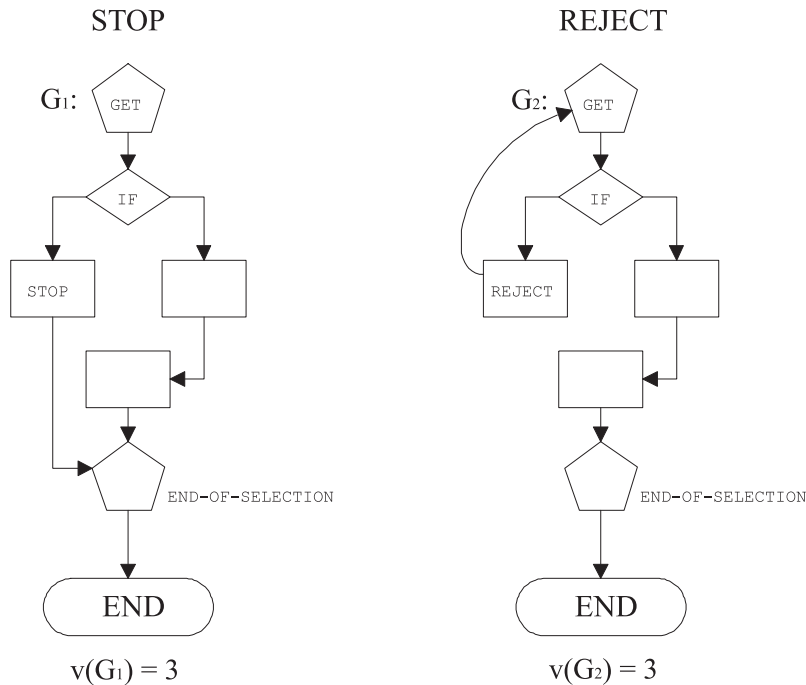 STOP
G1:
GET
IF
STOP
END-OF-SELECTION
END
v(G1) = 3
REJECT
G2:
GET
IF
REJECT
END-OF-SELECTION
END
v(G2) = 3